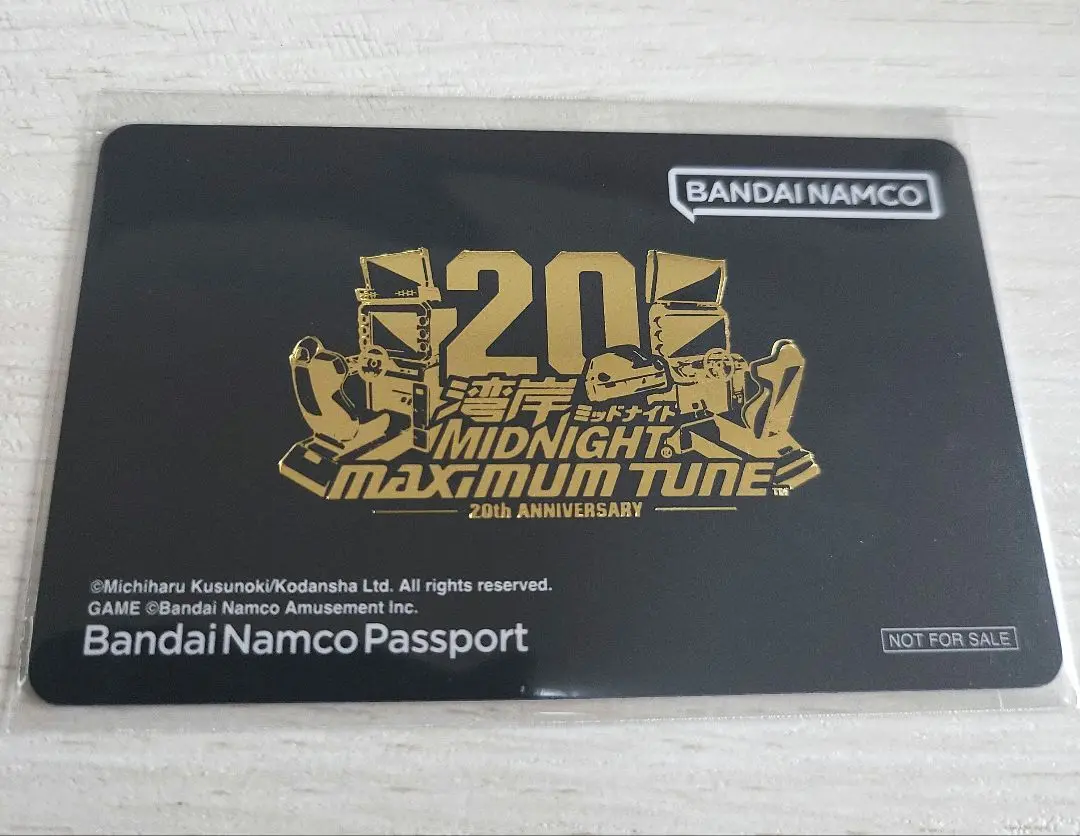 BANDAI NAMCO
20
湾岸 ミッドナイト
MIDNIGHT®
MAXIMUM TUNE™
20th ANNIVERSARY
©Michiharu Kusunoki/Kodansha Ltd. All rights reserved.
GAME ©Bandai Namco Amusement Inc.
Bandai Namco Passport
NOT FOR SALE